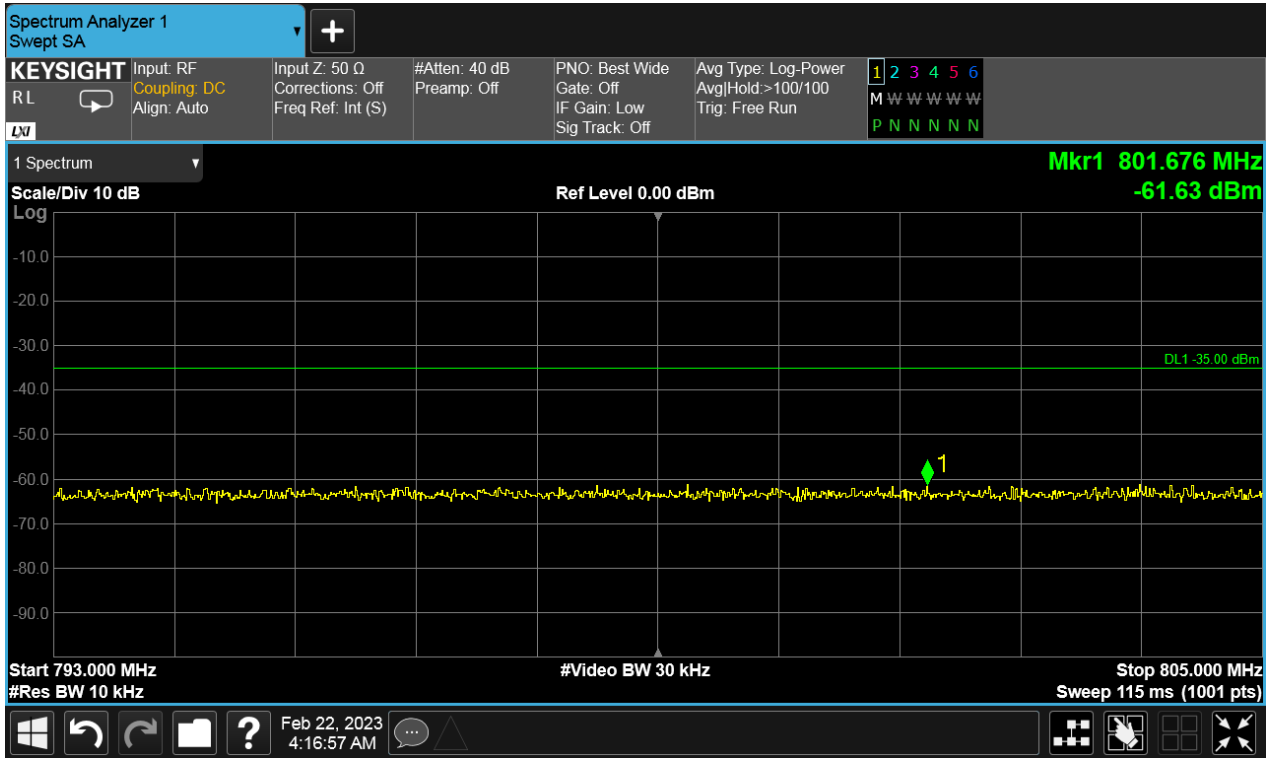 Spectrum Analyzer 1
Swept SA
KEYSIGHT
R L
LXI
Input: RF
Coupling: DC
Align: Auto
Input Z: 50 Ω
Corrections: Off
Freq Ref: Int (S)
#Atten: 40 dB
Preamp: Off
PNO: Best Wide
Gate: Off
IF Gain: Low
Sig Track: Off
Avg Type: Log-Power
Avg|Hold:>100/100
Trig: Free Run
1 2 3 4 5 6
M W W W W W
P N N N N N
1 Spectrum
Mkr1 801.676 MHz
-61.63 dBm
Scale/Div 10 dB
Ref Level 0.00 dBm
Log
-10.0
-20.0
-30.0
DL1 -35.00 dBm
-40.0
-50.0
1
-60.0
-70.0
-80.0
-90.0
Start 793.000 MHz
#Video BW 30 kHz
Stop 805.000 MHz
#Res BW 10 kHz
Sweep 115 ms (1001 pts)
?
Feb 22, 2023
4:16:57 AM